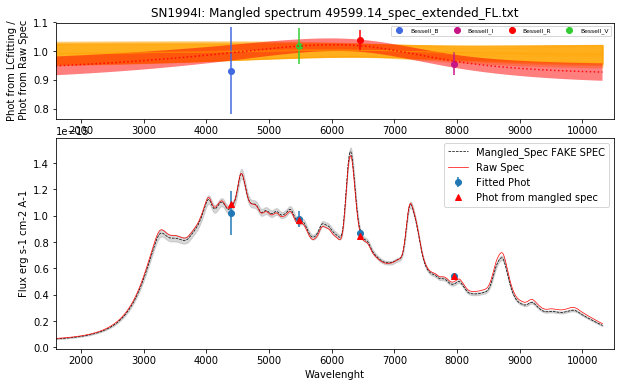 SN1994I: Mangled spectrum 49599.14_spec_extended_FL.txt
Phot from LCfitting /
Phot from Raw Spec
1.1
1.0
0.9
0.8
Bessell_B
Bessell_I
Bessell_R
Bessell_V
2000 3000 4000 5000 6000 7000 8000 9000 10000
Flux erg s-1 cm-2 A-1
1.4
1.2
1.0
0.8
0.6
0.4
0.2
0.0
Mangled_Spec FAKE SPEC
Raw Spec
Fitted Phot
Phot from mangled spec
2000 3000 4000 5000 6000 7000 8000 9000 10000
Wavelenght